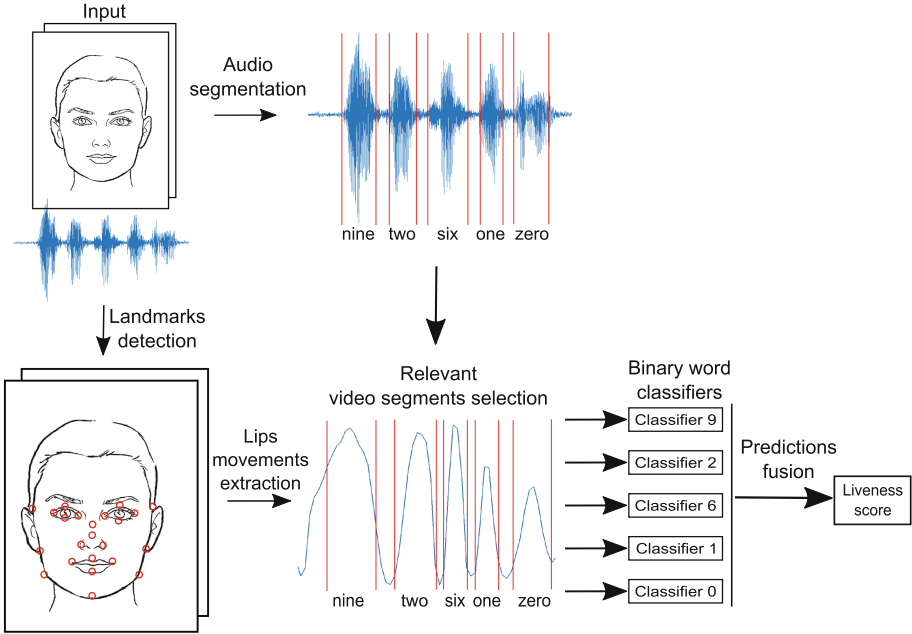 Input
Audio
segmentation
nine two six one zero
Landmarks
detection
Relevant
video segments selection
Lips
movements
extraction
nine two six one zero
Binary word
classifiers
Classifier 9
Classifier 2
Classifier 6
Classifier 1
Classifier 0
Predictions
fusion
Liveness
score